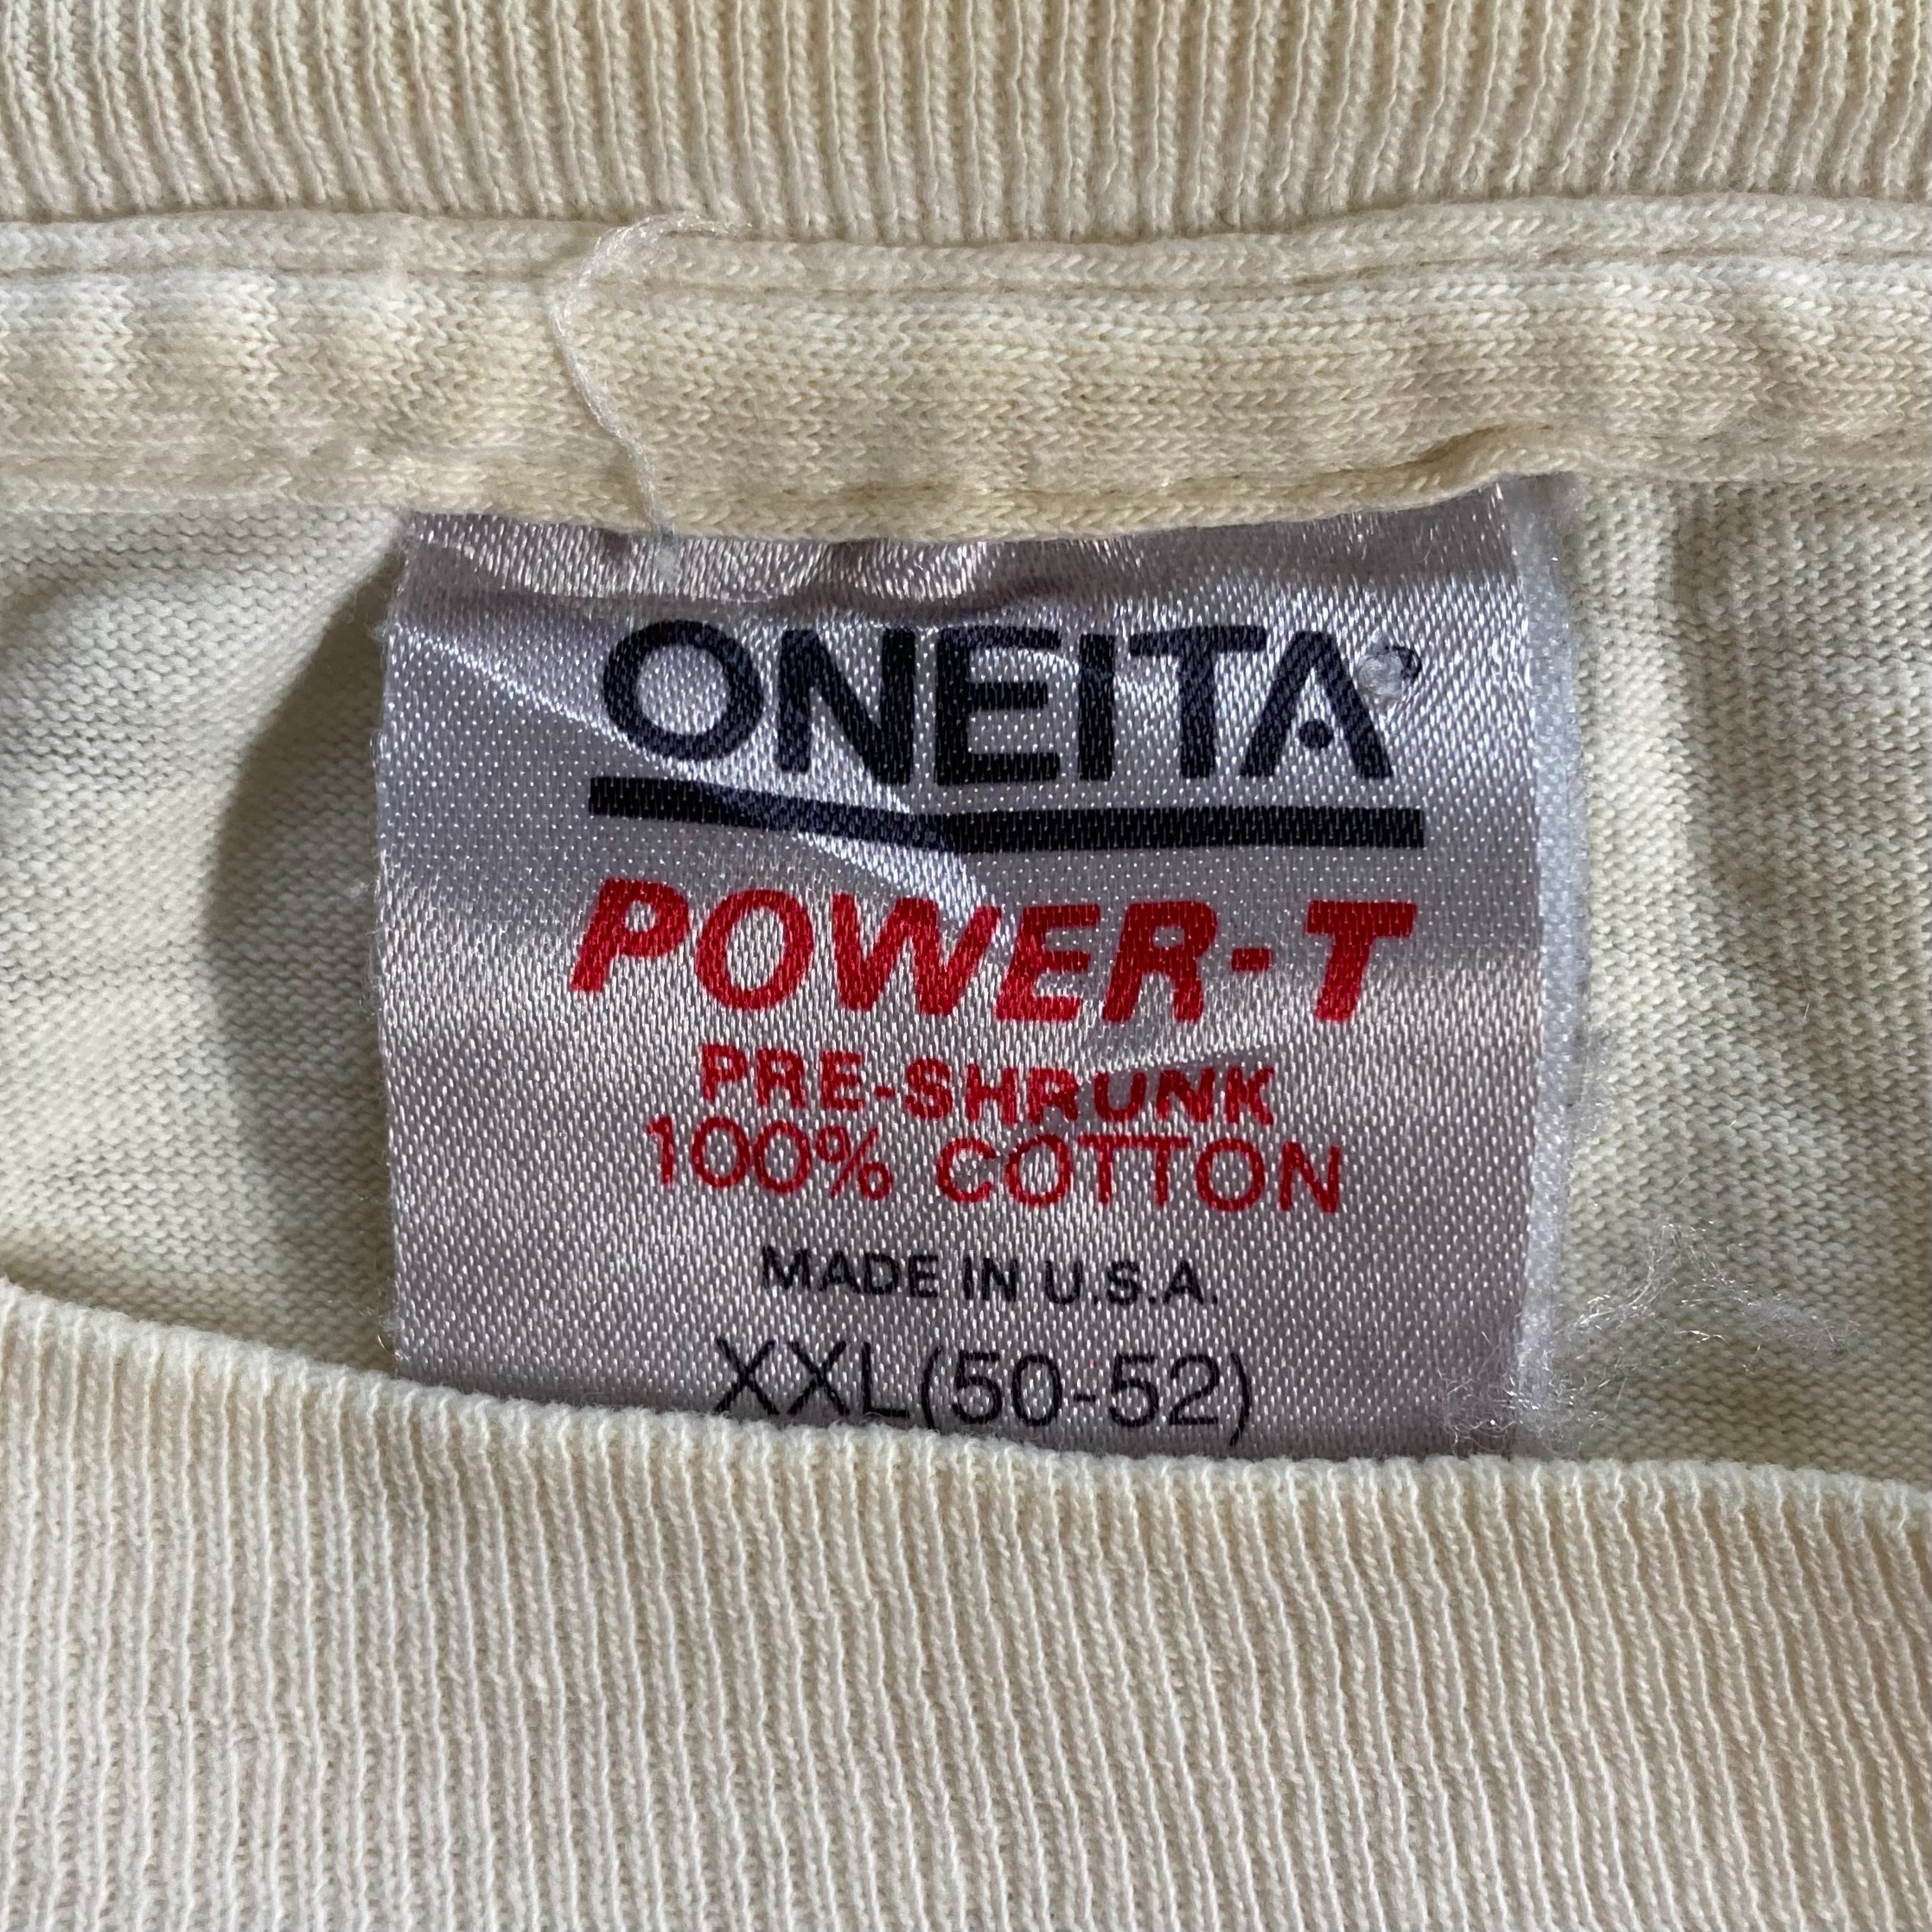 ONEITA®
POWER-T
PRE-SHRUNK
100% COTTON
MADE IN U.S.A.
XXL (50-52)